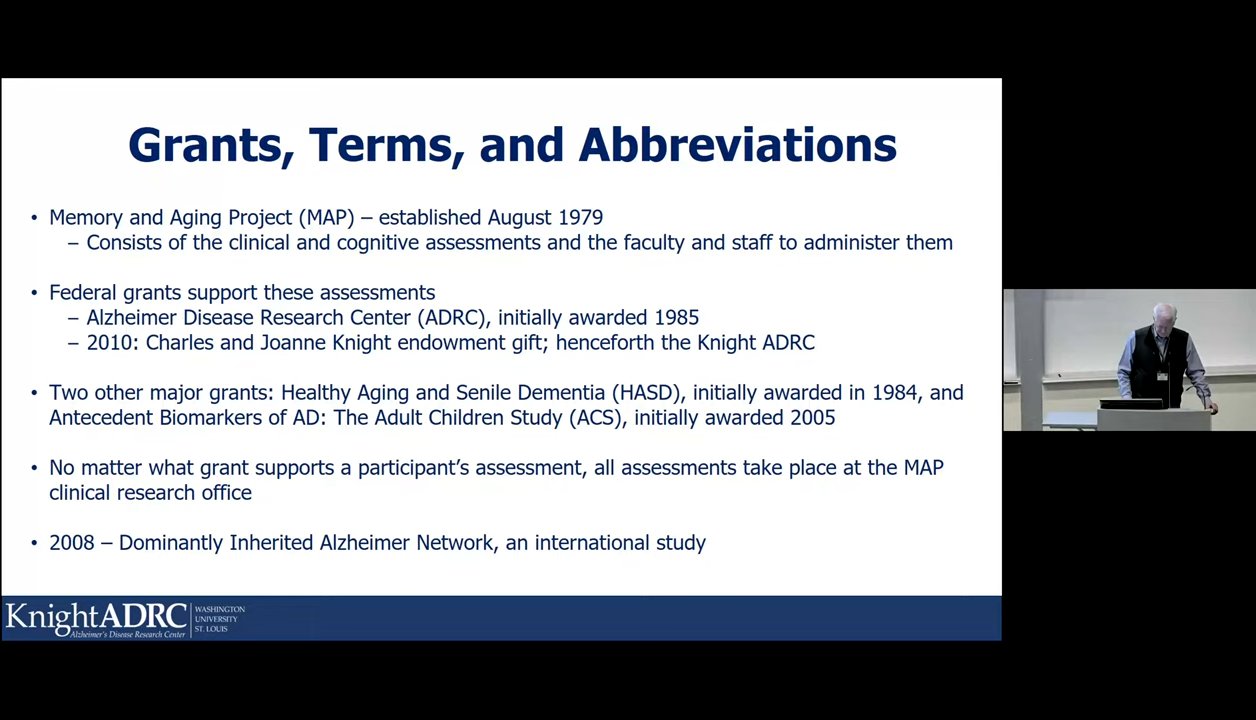 Grants, Terms, and Abbreviations
• Memory and Aging Project (MAP) – established August 1979
– Consists of the clinical and cognitive assessments and the faculty and staff to administer them
• Federal grants support these assessments
– Alzheimer Disease Research Center (ADRC), initially awarded 1985
– 2010: Charles and Joanne Knight endowment gift; henceforth the Knight ADRC
• Two other major grants: Healthy Aging and Senile Dementia (HASD), initially awarded in 1984, and
Antecedent Biomarkers of AD: The Adult Children Study (ACS), initially awarded 2005
• No matter what grant supports a participant's assessment, all assessments take place at the MAP
clinical research office
• 2008 – Dominantly Inherited Alzheimer Network, an international study
KnightADRC
Alzheimer's Disease Research Center
WASHINGTON
UNIVERSITY
ST. LOUIS